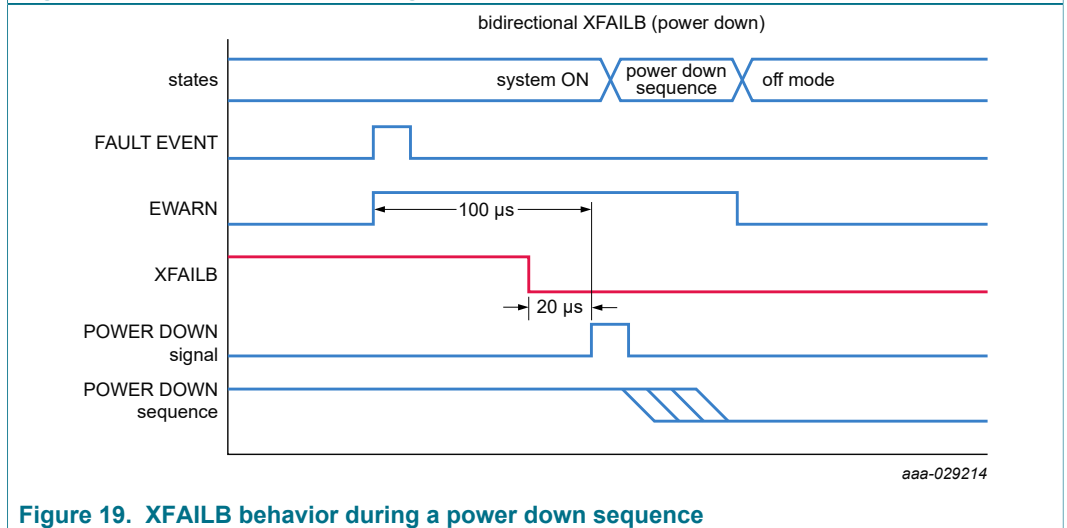 bidirectional XFAILB (power down)
states
system ON
power down
sequence
off mode
FAULT EVENT
EWARN
100 µs
XFAILB
20 µs
POWER DOWN
signal
POWER DOWN
sequence
aaa-029214
Figure 19. XFAILB behavior during a power down sequence